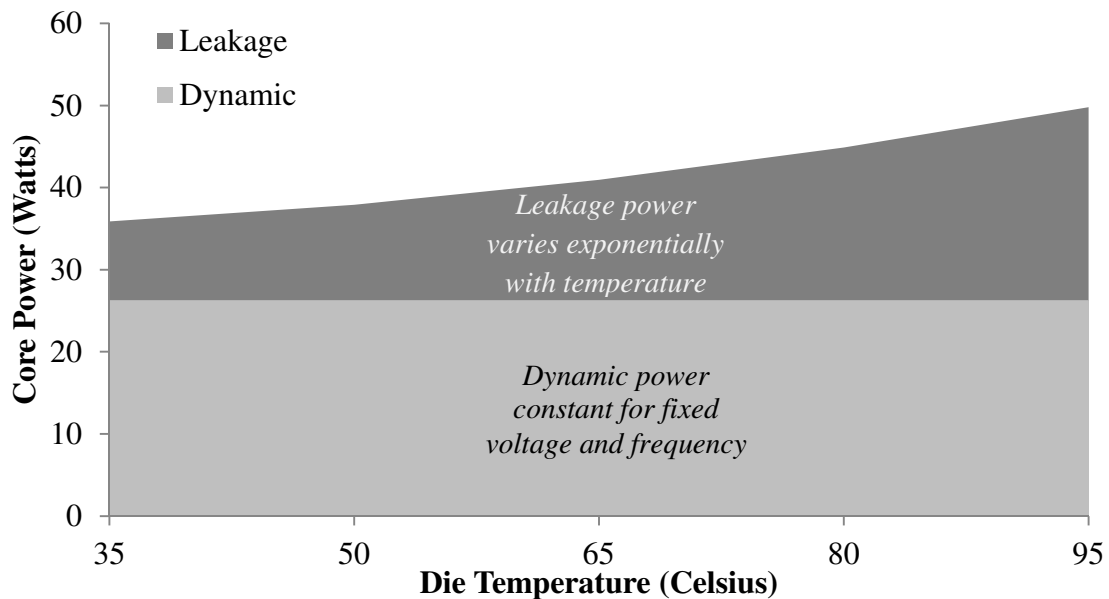 60
50
40
30
20
10
0
Core Power (Watts)
Leakage
Dynamic
Leakage power
varies exponentially
with temperature
Dynamic power
constant for fixed
voltage and frequency
35 50 65 80 95
Die Temperature (Celsius)